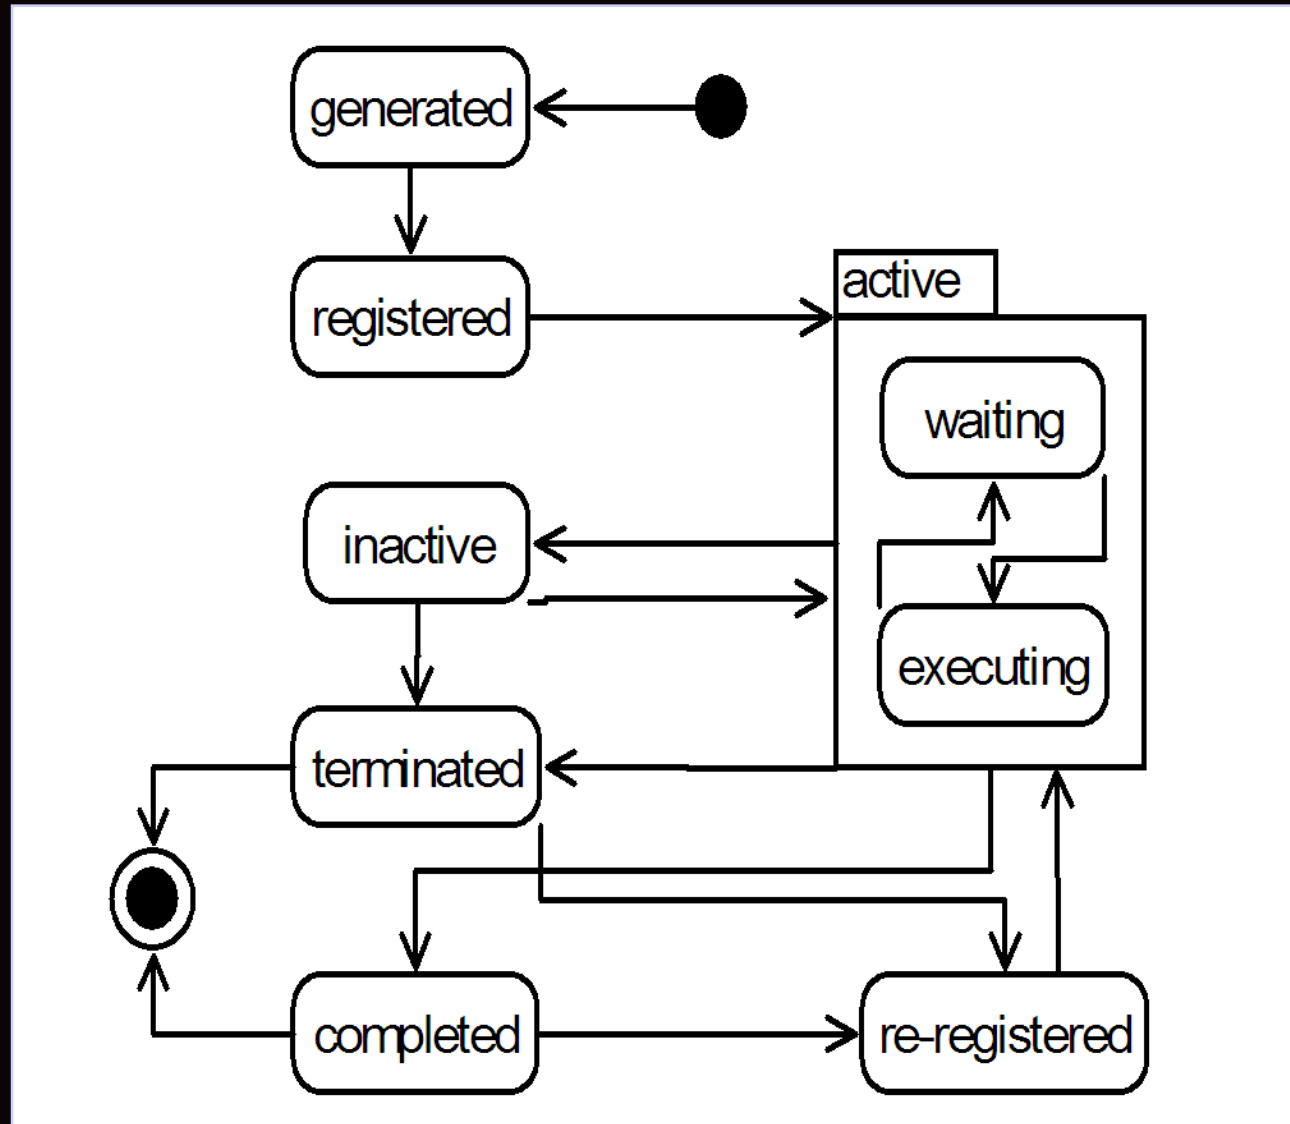 generated
registered
active
waiting
inactive
executing
terminated
completed
re-registered